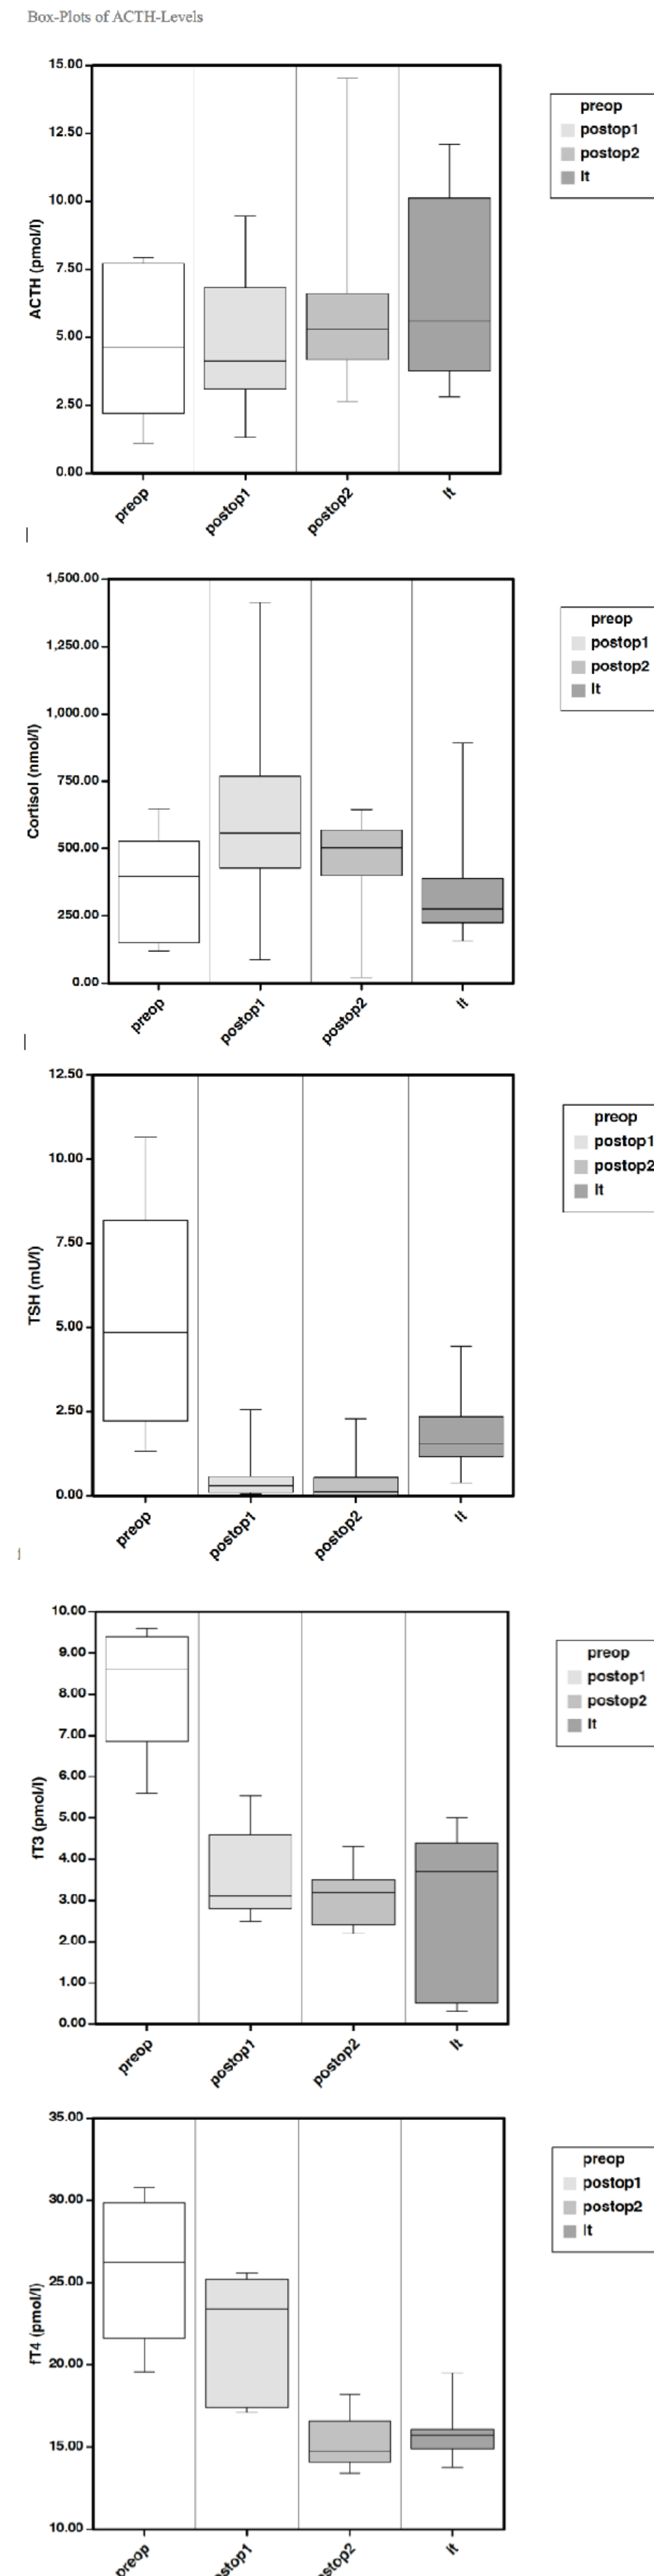 Box-Plots of ACTH-Levels
15.00
12.50
10.00
7.50
5.00
2.50
0.00
ACTH (pmol/l)
preop
postop1
postop2
lt
preop
postop1
postop2
lt
1,500.00
1,250.00
1,000.00
750.00
500.00
250.00
0.00
Cortisol (nmol/l)
preop
postop1
postop2
lt
preop
postop1
postop2
lt
12.50
10.00
7.50
5.00
2.50
0.00
TSH (mU/l)
preop
postop1
postop2
lt
preop
postop1
postop2
lt
10.00
9.00
8.00
7.00
6.00
5.00
4.00
3.00
2.00
1.00
0.00
fT3 (pmol/l)
preop
postop1
postop2
lt
preop
postop1
postop2
lt
35.00
30.00
25.00
20.00
15.00
10.00
fT4 (pmol/l)
preop
stop1
stop2
lt
preop
postop1
postop2
lt